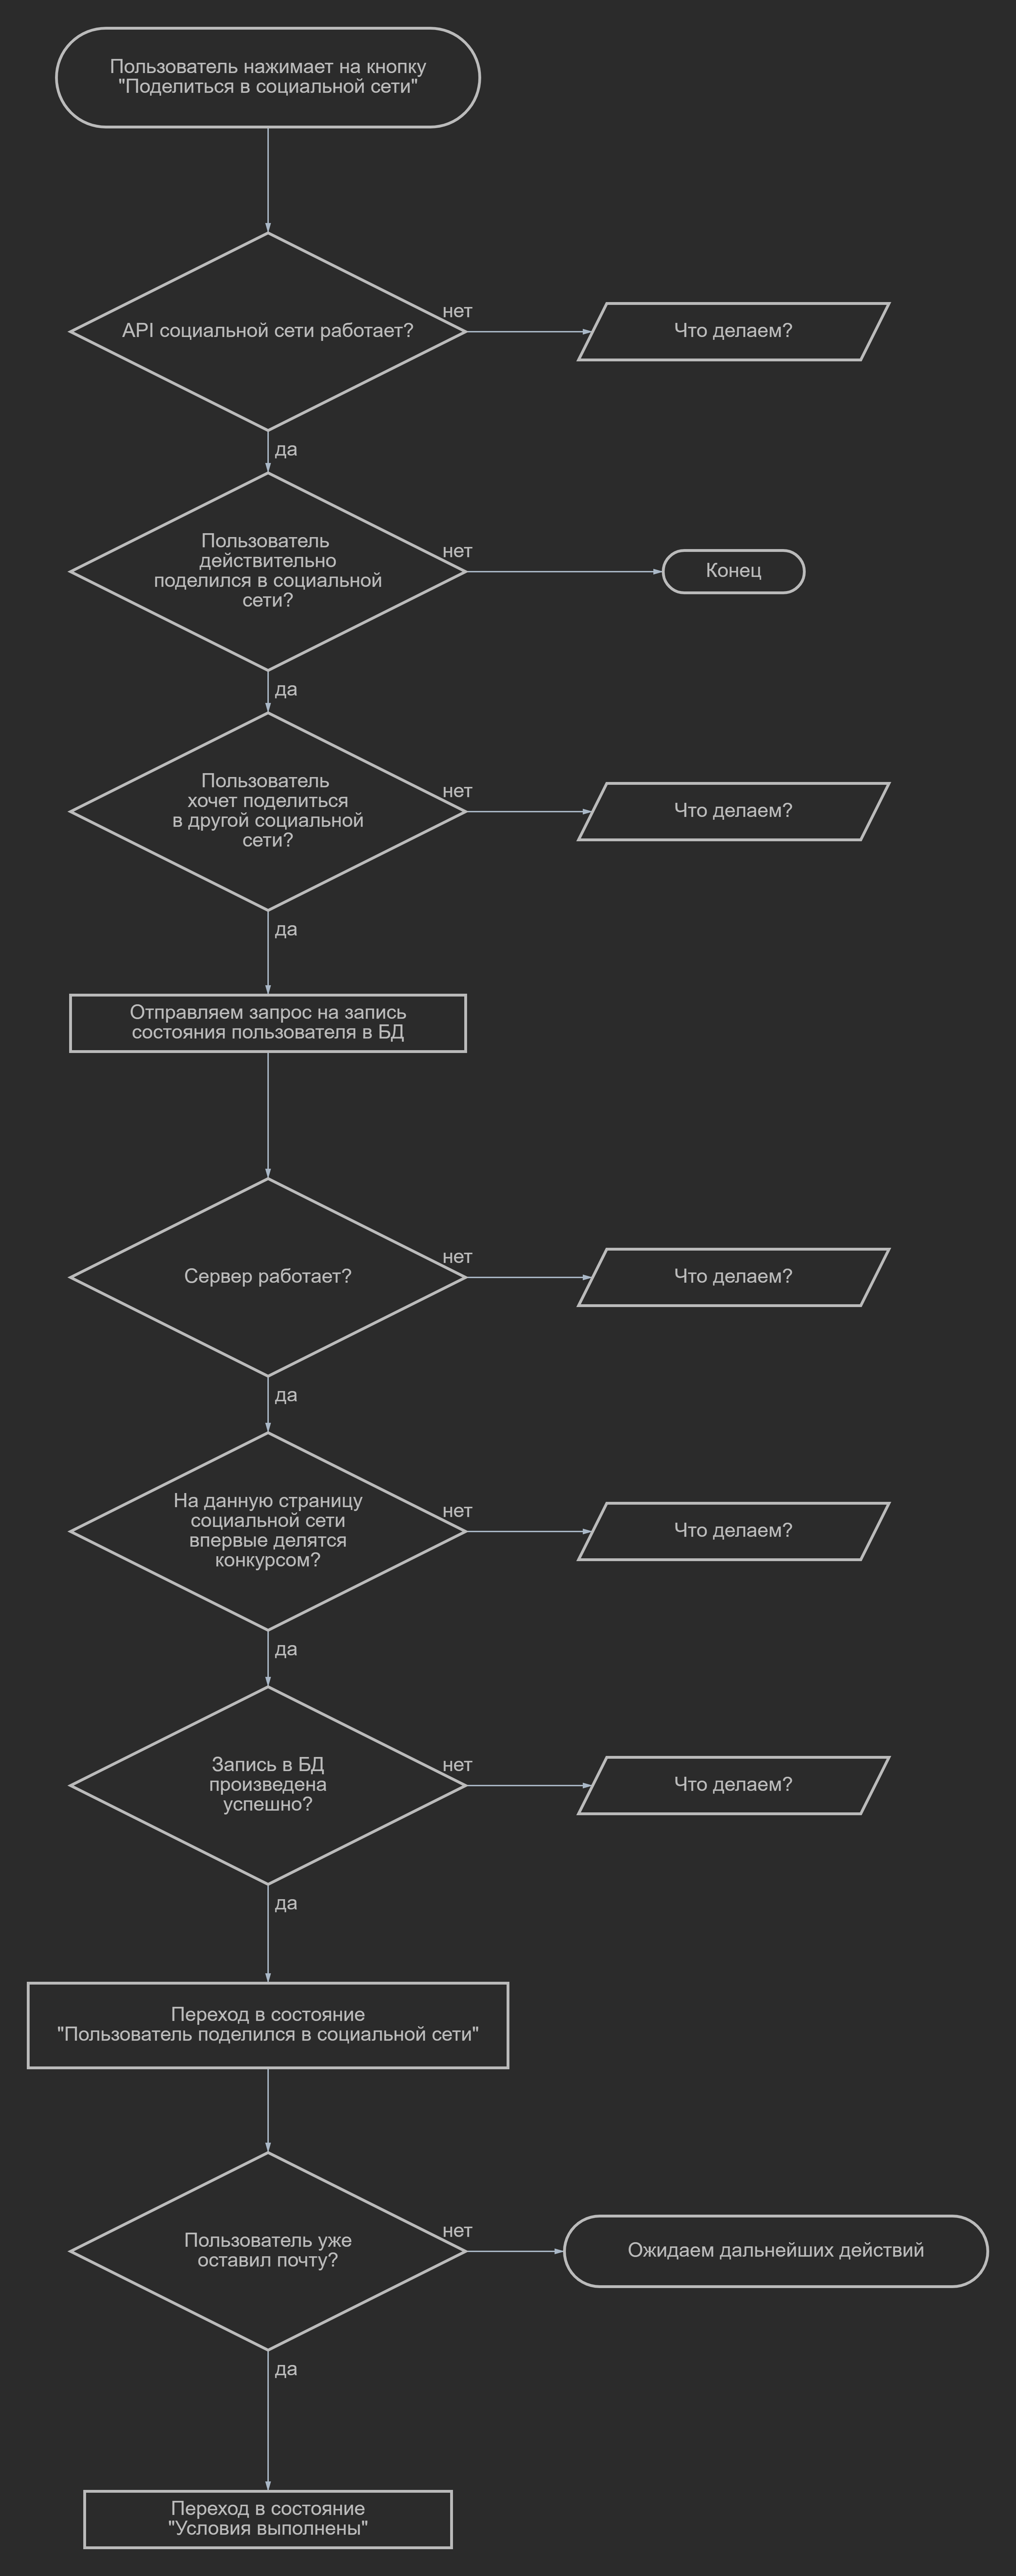 Пользователь нажимает на кнопку
"Поделиться в социальной сети"
API социальной сети работает?
нет
Что делаем?
да
Пользователь
действительно
поделился в социальной
сети?
нет
Конец
да
Пользователь
хочет поделиться
в другой социальной
сети?
нет
Что делаем?
да
Отправляем запрос на запись
состояния пользователя в БД
Сервер работает?
нет
Что делаем?
да
На данную страницу
социальной сети
впервые делятся
конкурсом?
нет
Что делаем?
да
Запись в БД
произведена
успешно?
нет
Что делаем?
да
Переход в состояние
"Пользователь поделился в социальной сети"
Пользователь уже
оставил почту?
нет
Ожидаем дальнейших действий
да
Переход в состояние
"Условия выполнены"